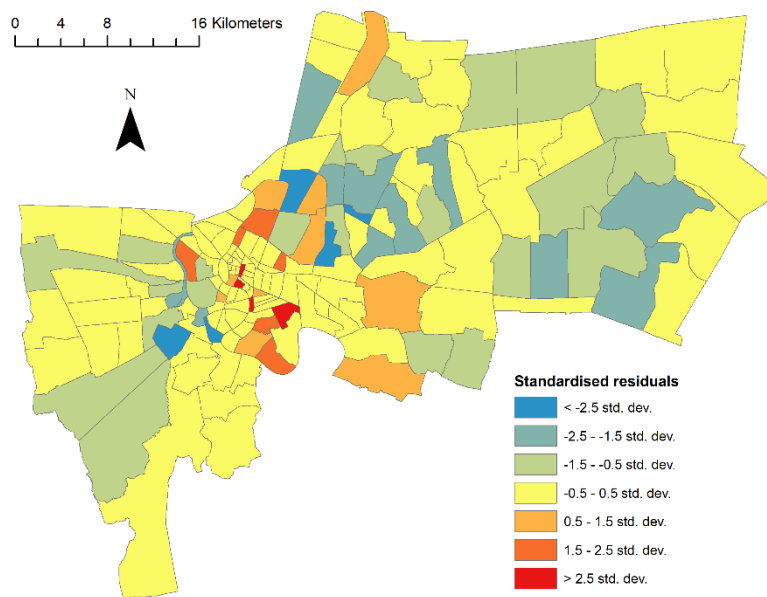 0 4 8 16 Kilometers
N
Standardised residuals
< -2.5 std. dev.
-2.5 - -1.5 std. dev.
-1.5 - -0.5 std. dev.
-0.5 - 0.5 std. dev.
0.5 - 1.5 std. dev.
1.5 - 2.5 std. dev.
> 2.5 std. dev.